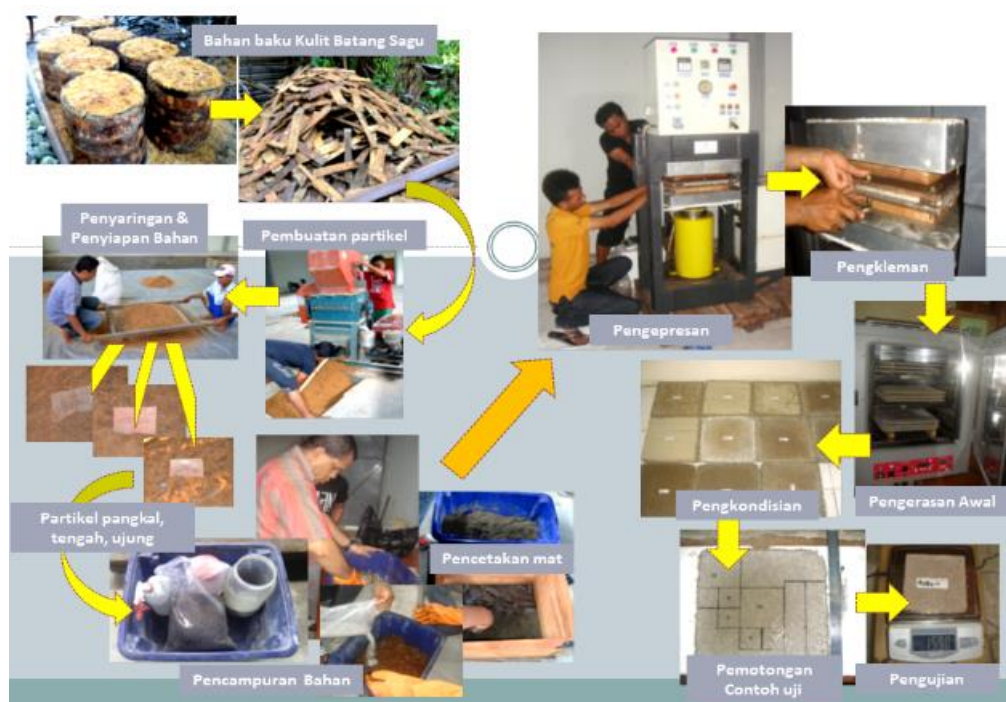 Bahan baku Kulit Batang Sagu
Pembuatan partikel
Penyaringan &
Penyiapan Bahan
Partikel pangkal,
tengah, ujung
Pencampuran Bahan
Pencetakan mat
Pengepresan
Pengkleman
Pengerasan Awal
Pengkondisian
Pemotongan
Contoh uji
Pengujian